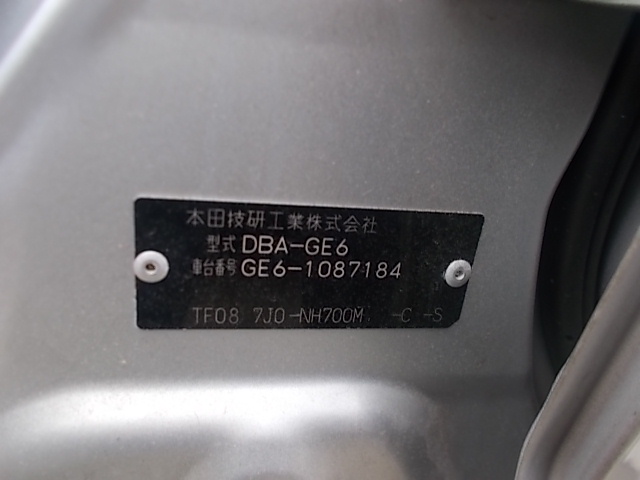 本田技研工業株式会社
型式 DBA-GE6
車台番号 GE6-1087184
TF08 7J0-NH700M -C -S